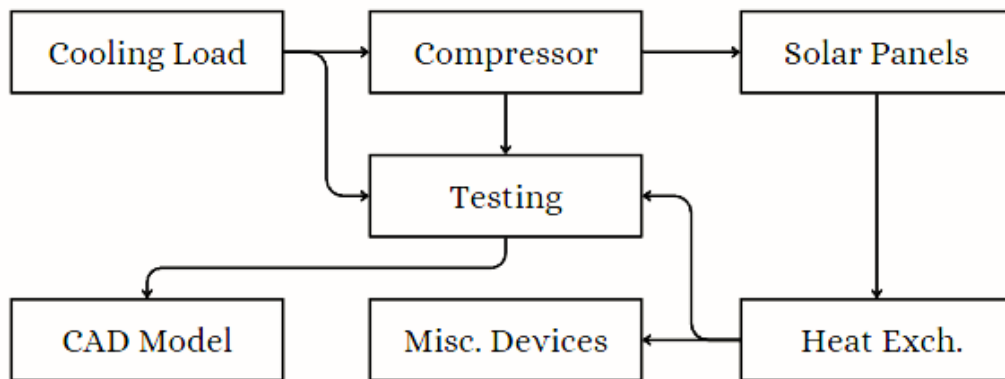 Cooling Load
Compressor
Solar Panels
Testing
CAD Model
Misc. Devices
Heat Exch.